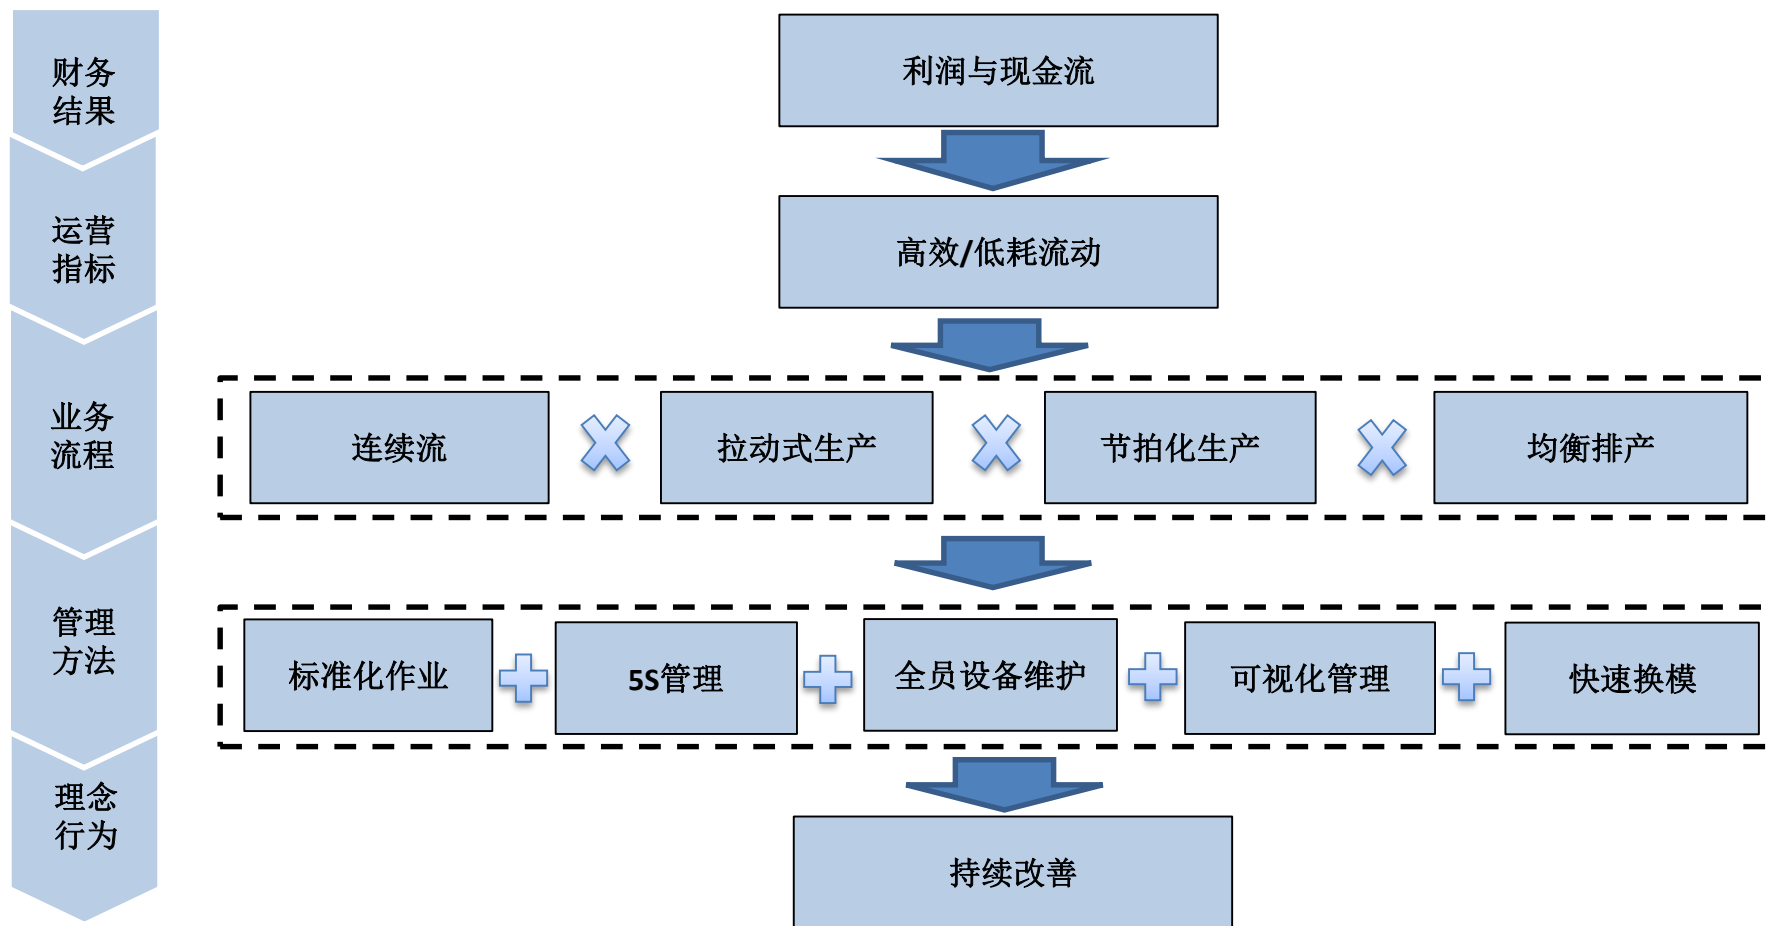 财务
结果
利润与现金流
运营
指标
高效/低耗流动
业务
流程
连续流
拉动式生产
节拍化生产
均衡排产
管理
方法
标准化作业
5S管理
全员设备维护
可视化管理
快速换模
理念
行为
持续改善